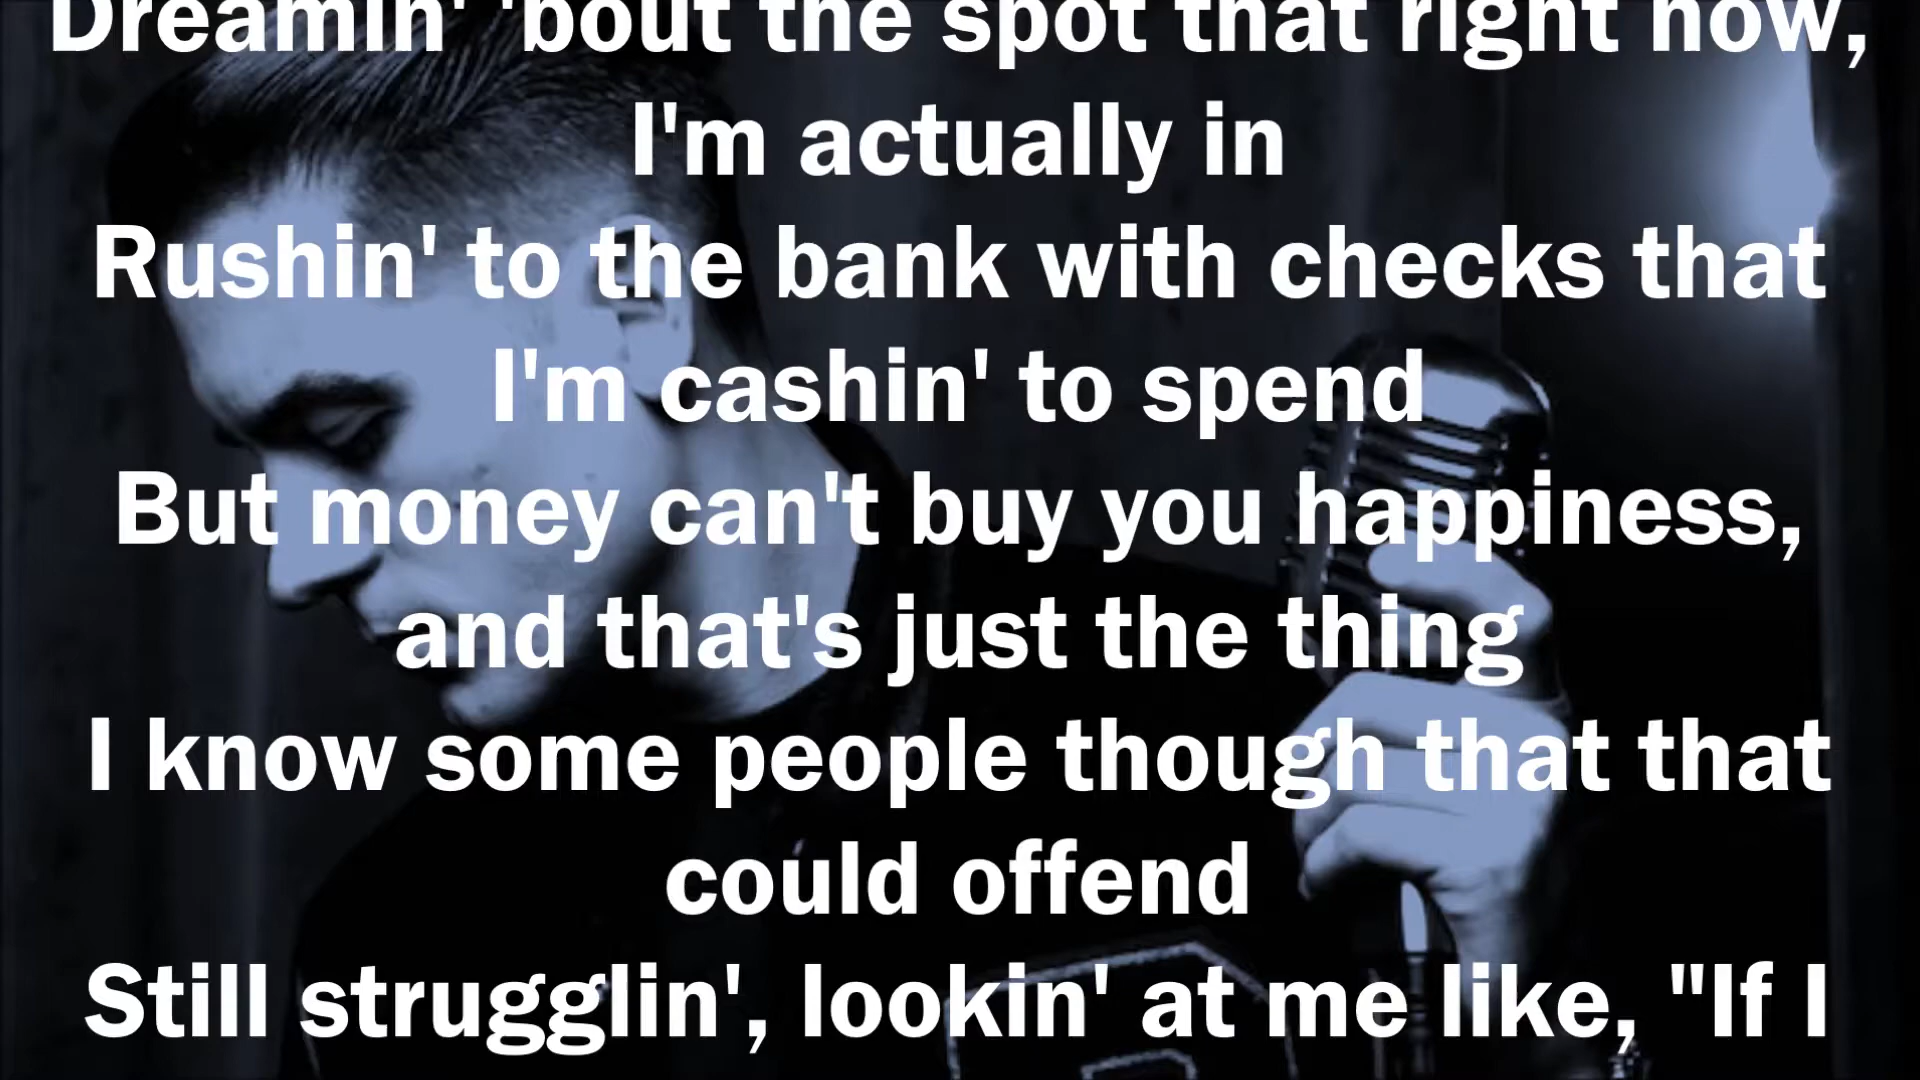 Dreamin' 'bout the spot that right now,
I'm actually in
Rushin' to the bank with checks that
I'm cashin' to spend
But money can't buy you happiness,
and that's just the thing
I know some people though that that
could offend
Still strugglin', lookin' at me like, "If I